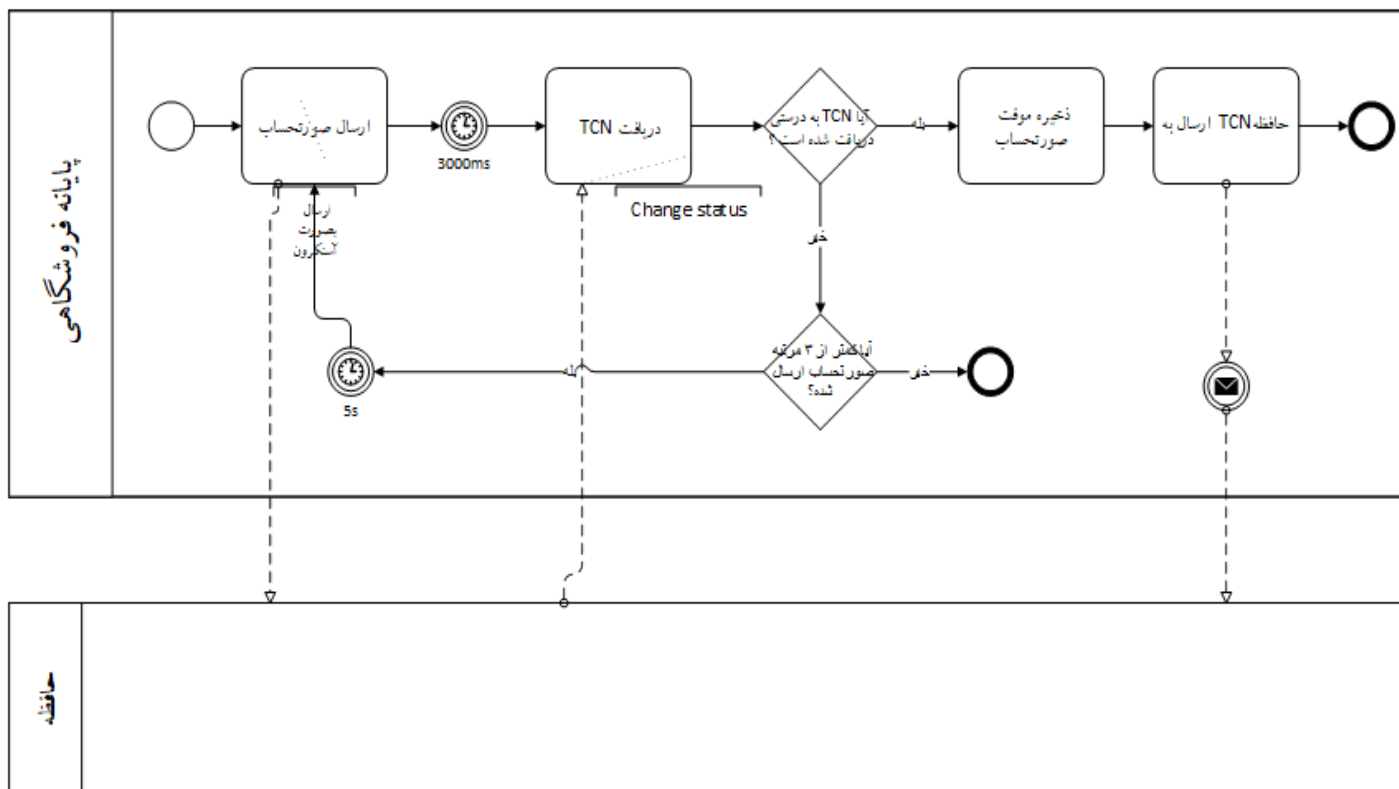 پایانه فروشگاهی
ارسال صورتحساب
ارسال
بصورت
آسنکرون
3000ms
دریافت TCN
Change status
آیا TCN به درستی
دریافت شده است ؟
بله
خیر
ذخیره موقت
صورتحساب
ارسال به TCN حافظه
آیا کمتر از ۳ مرتبه
صورتحساب ارسال
شده؟
بله
خیر
5s
حافظه